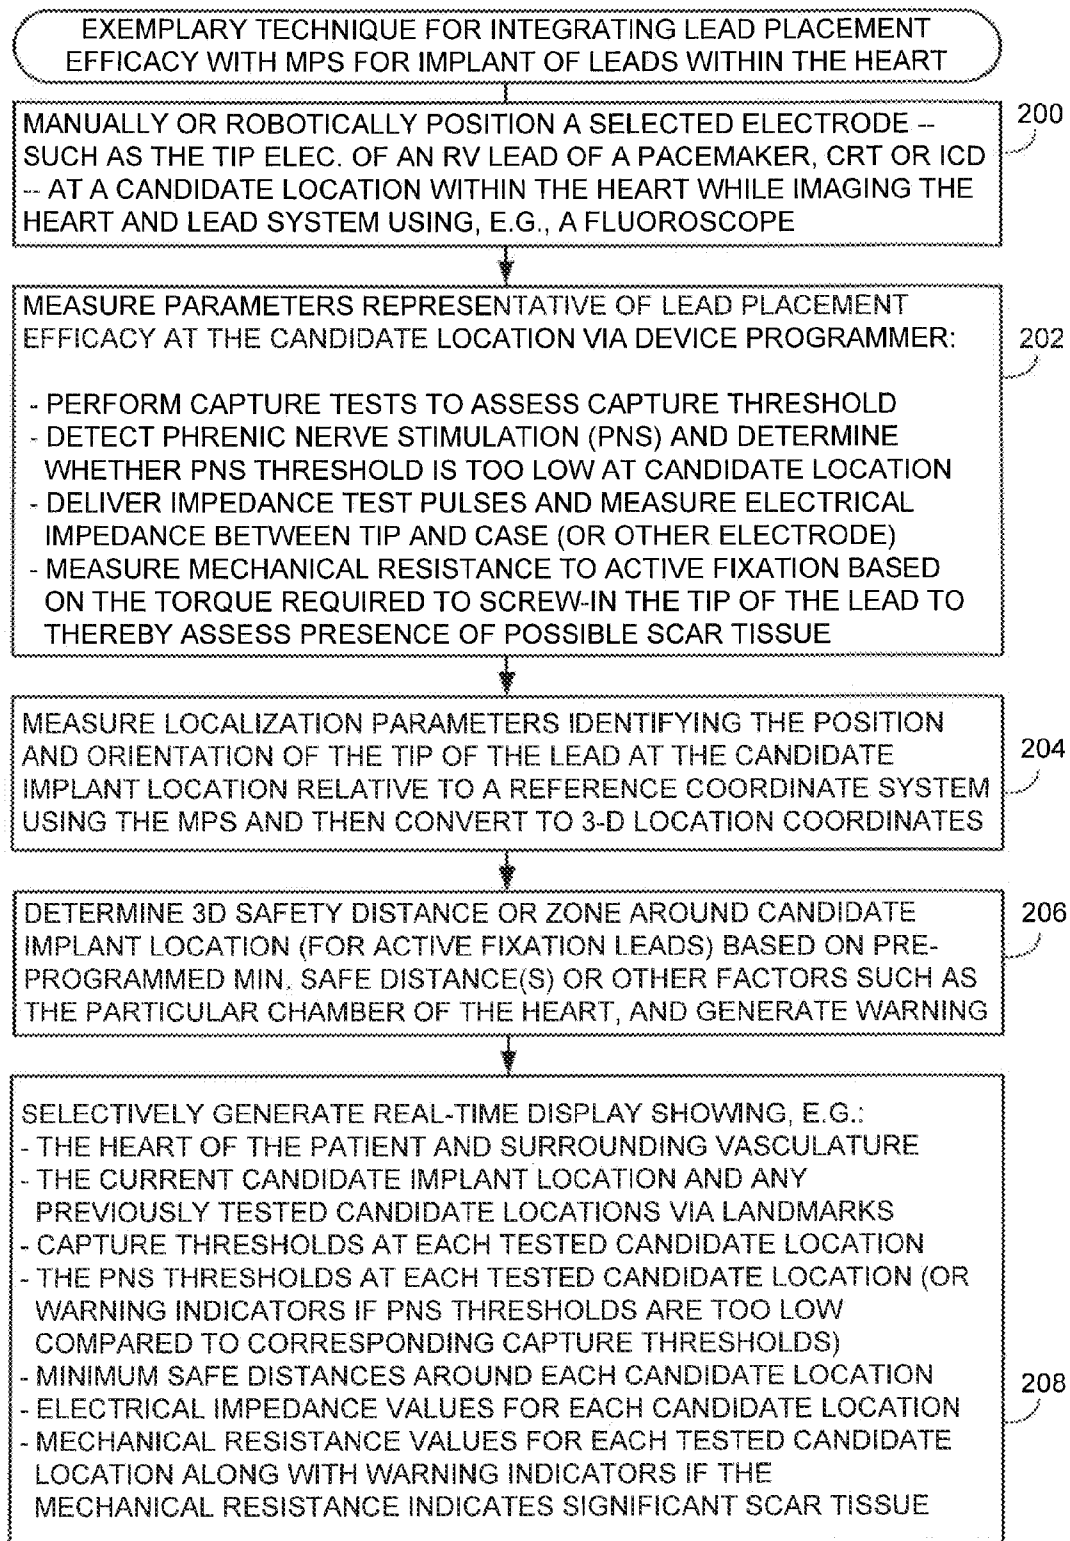 EXEMPLARY TECHNIQUE FOR INTEGRATING LEAD PLACEMENT
EFFICACY WITH MPS FOR IMPLANT OF LEADS WITHIN THE HEART
200
MANUALLY OR ROBOTICALLY POSITION A SELECTED ELECTRODE --
SUCH AS THE TIP ELEC. OF AN RV LEAD OF A PACEMAKER, CRT OR ICD
-- AT A CANDIDATE LOCATION WITHIN THE HEART WHILE IMAGING THE
HEART AND LEAD SYSTEM USING, E.G., A FLUOROSCOPE
MEASURE PARAMETERS REPRESENTATIVE OF LEAD PLACEMENT
EFFICACY AT THE CANDIDATE LOCATION VIA DEVICE PROGRAMMER:
202
- PERFORM CAPTURE TESTS TO ASSESS CAPTURE THRESHOLD
- DETECT PHRENIC NERVE STIMULATION (PNS) AND DETERMINE
WHETHER PNS THRESHOLD IS TOO LOW AT CANDIDATE LOCATION
- DELIVER IMPEDANCE TEST PULSES AND MEASURE ELECTRICAL
IMPEDANCE BETWEEN TIP AND CASE (OR OTHER ELECTRODE)
- MEASURE MECHANICAL RESISTANCE TO ACTIVE FIXATION BASED
ON THE TORQUE REQUIRED TO SCREW-IN THE TIP OF THE LEAD TO
THEREBY ASSESS PRESENCE OF POSSIBLE SCAR TISSUE
MEASURE LOCALIZATION PARAMETERS IDENTIFYING THE POSITION
AND ORIENTATION OF THE TIP OF THE LEAD AT THE CANDIDATE
IMPLANT LOCATION RELATIVE TO A REFERENCE COORDINATE SYSTEM
USING THE MPS AND THEN CONVERT TO 3-D LOCATION COORDINATES
204
DETERMINE 3D SAFETY DISTANCE OR ZONE AROUND CANDIDATE
IMPLANT LOCATION (FOR ACTIVE FIXATION LEADS) BASED ON PRE-
PROGRAMMED MIN. SAFE DISTANCE(S) OR OTHER FACTORS SUCH AS
THE PARTICULAR CHAMBER OF THE HEART, AND GENERATE WARNING
206
SELECTIVELY GENERATE REAL-TIME DISPLAY SHOWING, E.G.:
- THE HEART OF THE PATIENT AND SURROUNDING VASCULATURE
- THE CURRENT CANDIDATE IMPLANT LOCATION AND ANY
PREVIOUSLY TESTED CANDIDATE LOCATIONS VIA LANDMARKS
- CAPTURE THRESHOLDS AT EACH TESTED CANDIDATE LOCATION
- THE PNS THRESHOLDS AT EACH TESTED CANDIDATE LOCATION (OR
WARNING INDICATORS IF PNS THRESHOLDS ARE TOO LOW
COMPARED TO CORRESPONDING CAPTURE THRESHOLDS)
- MINIMUM SAFE DISTANCES AROUND EACH CANDIDATE LOCATION
- ELECTRICAL IMPEDANCE VALUES FOR EACH CANDIDATE LOCATION
- MECHANICAL RESISTANCE VALUES FOR EACH TESTED CANDIDATE
LOCATION ALONG WITH WARNING INDICATORS IF THE
MECHANICAL RESISTANCE INDICATES SIGNIFICANT SCAR TISSUE
208